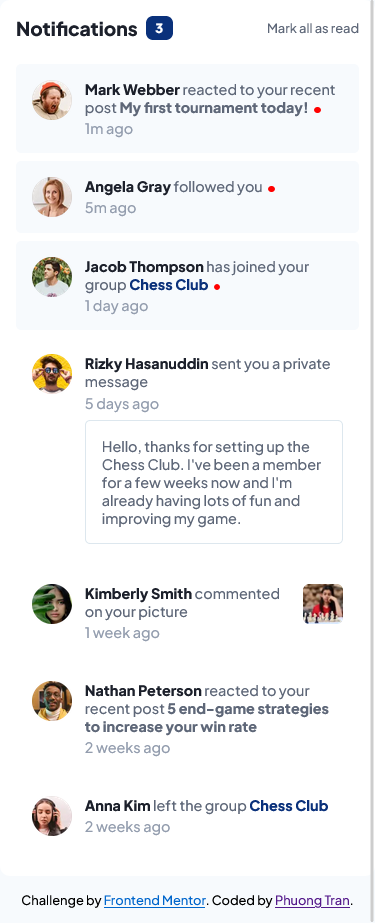 Notifications 3 Mark all as read
Mark Webber reacted to your recent
post My first tournament today!
1m ago
Angela Gray followed you
5m ago
Jacob Thompson has joined your
group Chess Club
1 day ago
Rizky Hasanuddin sent you a private
message
5 days ago
Hello, thanks for setting up the
Chess Club. I've been a member
for a few weeks now and I'm
already having lots of fun and
improving my game.
Kimberly Smith commented
on your picture
1 week ago
Nathan Peterson reacted to your
recent post 5 end-game strategies
to increase your win rate
2 weeks ago
Anna Kim left the group Chess Club
2 weeks ago
Challenge by Frontend Mentor. Coded by Phuong Tran.